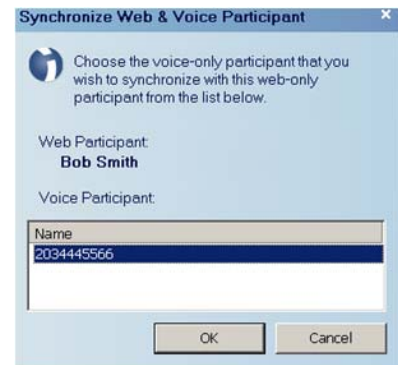 Synchronize Web & Voice Participant
Choose the voice-only participant that you
wish to synchronize with this web-only
participant from the list below.
Web Participant:
Bob Smith
Voice Participant:
Name
2034445566
OK
Cancel